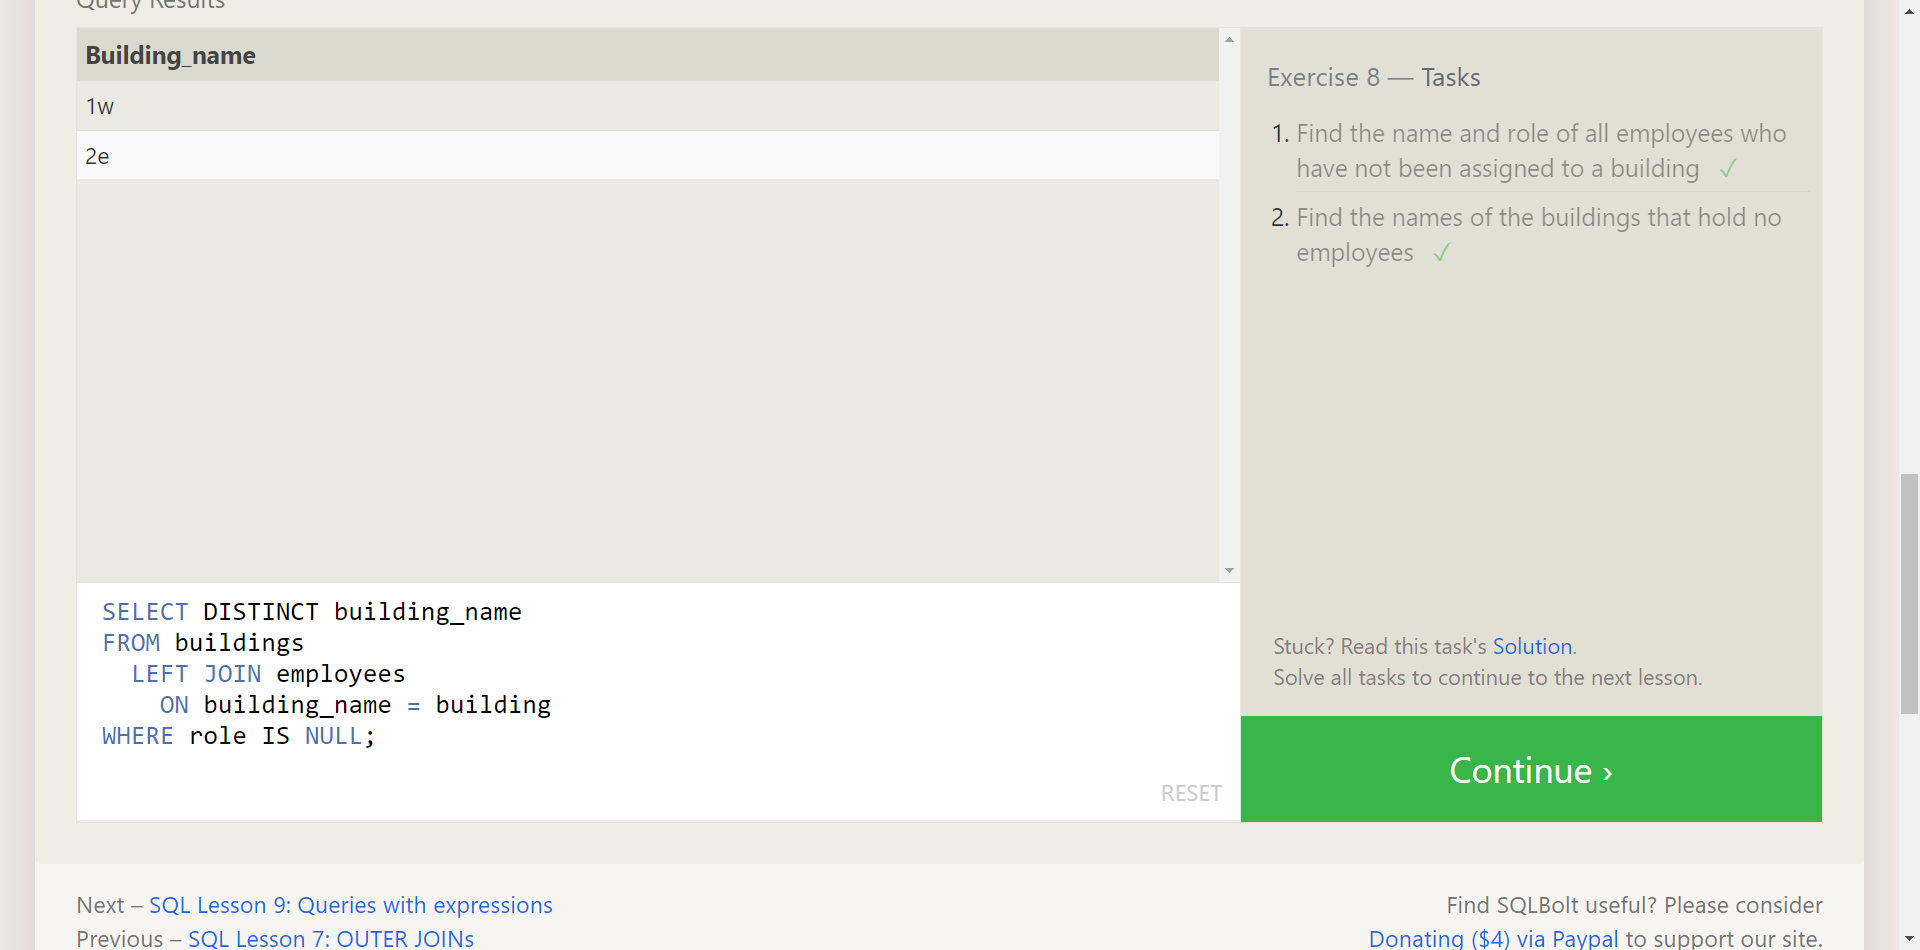 Query Results
Building_name
1w
2e
SELECT DISTINCT building_name
FROM buildings
  LEFT JOIN employees
    ON building_name = building
WHERE role IS NULL;
RESET
Exercise 8 — Tasks
1. Find the name and role of all employees who
have not been assigned to a building ✓
2. Find the names of the buildings that hold no
employees ✓
Stuck? Read this task's Solution.
Solve all tasks to continue to the next lesson.
Continue ›
Next – SQL Lesson 9: Queries with expressions
Previous – SQL Lesson 7: OUTER JOINs
Find SQLBolt useful? Please consider
Donating ($4) via Paypal to support our site.